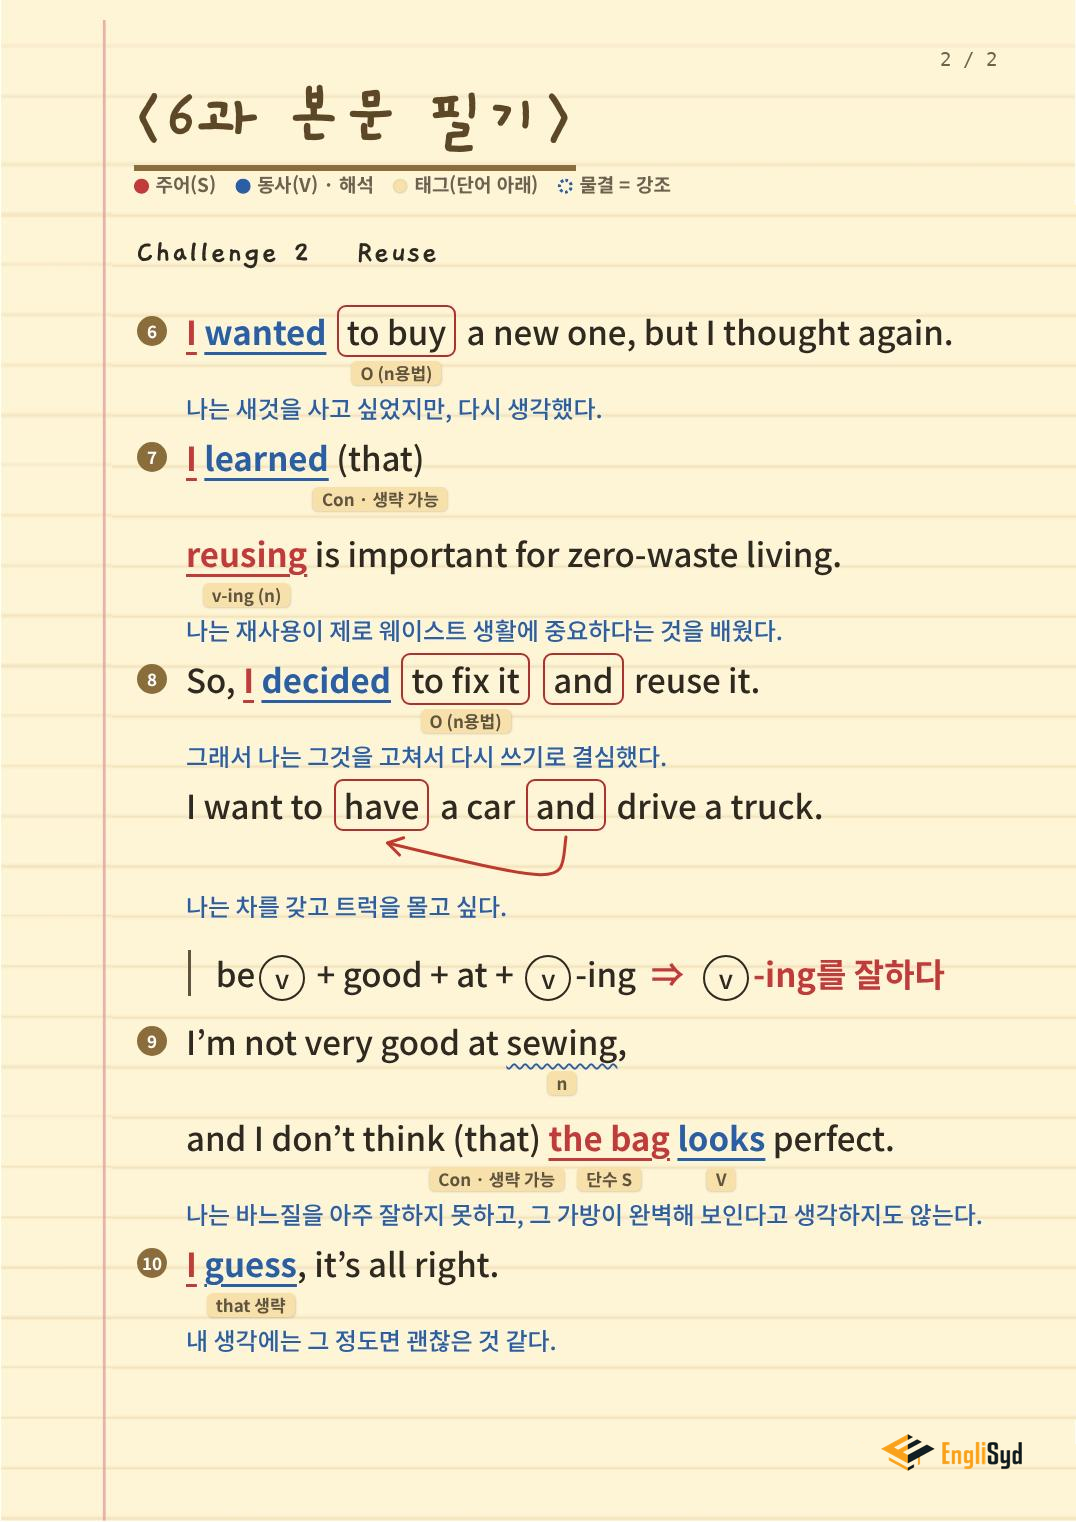 2 / 2
<6과 본문 필기>
주어(S) 동사(V) · 해석 태그(단어 아래) 물결 = 강조
Challenge 2 Reuse
6 I wanted to buy a new one, but I thought again.
O (n용법)
나는 새것을 사고 싶었지만, 다시 생각했다.
7 I learned (that)
Con · 생략 가능
reusing is important for zero-waste living.
v-ing (n)
나는 재사용이 제로 웨이스트 생활에 중요하다는 것을 배웠다.
8 So, I decided to fix it and reuse it.
O (n용법)
그래서 나는 그것을 고쳐서 다시 쓰기로 결심했다.
I want to have a car and drive a truck.
나는 차를 갖고 트럭을 몰고 싶다.
be v + good + at + v -ing ⇒ v -ing를 잘하다
9 I’m not very good at sewing,
n
and I don’t think (that) the bag looks perfect.
Con · 생략 가능 단수 S V
나는 바느질을 아주 잘하지 못하고, 그 가방이 완벽해 보인다고 생각하지도 않는다.
10 I guess, it’s all right.
that 생략
내 생각에는 그 정도면 괜찮은 것 같다.
EngliSyd